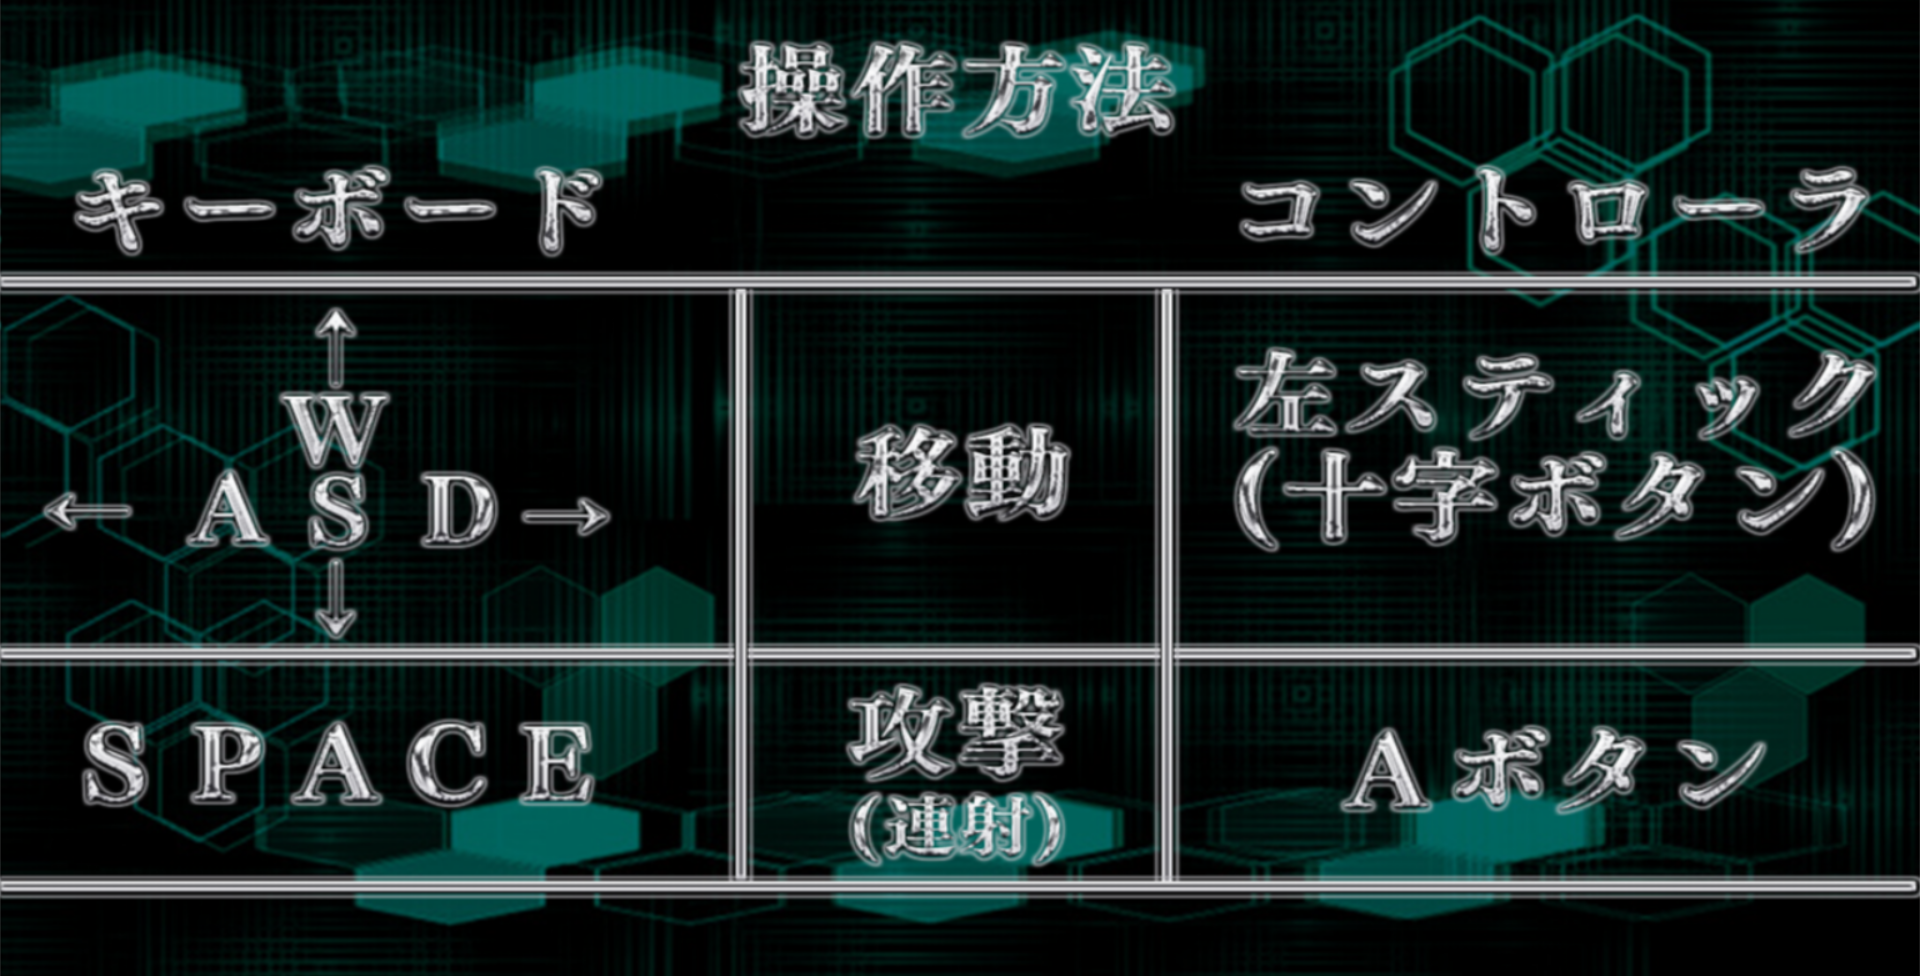 操作方法
キーボード
コントローラ
↑
W
← A S D →
↓
移動
左スティック
(十字ボタン)
SPACE
攻撃
(連射)
Aボタン